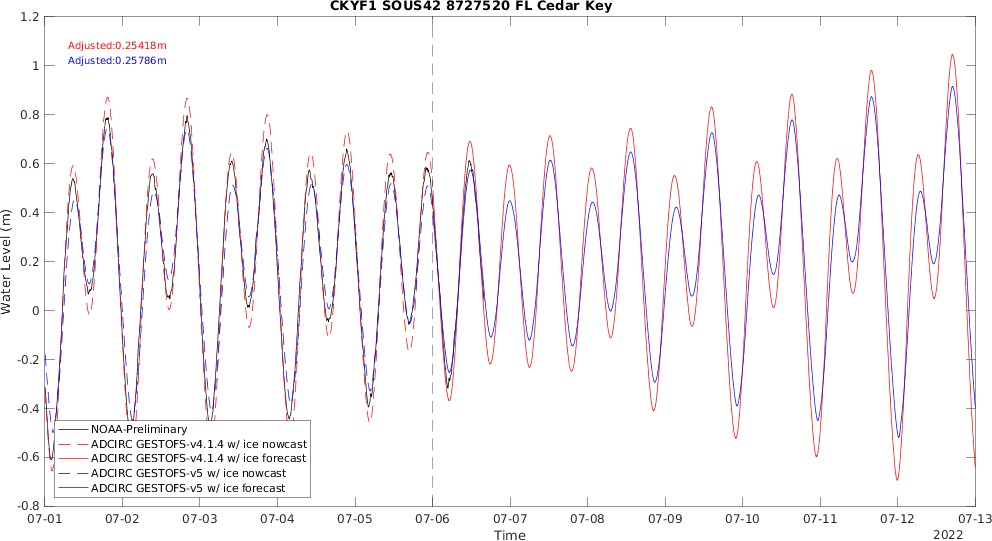 CKYF1 SOUS42 8727520 FL Cedar Key
1.2
1
0.8
0.6
0.4
0.2
0
-0.2
-0.4
-0.6
-0.8
Water Level (m)
Adjusted:0.25418m
Adjusted:0.25786m
NOAA-Preliminary
ADCIRC GESTOFS-v4.1.4 w/ ice nowcast
ADCIRC GESTOFS-v4.1.4 w/ ice forecast
ADCIRC GESTOFS-v5 w/ ice nowcast
ADCIRC GESTOFS-v5 w/ ice forecast
07-01 07-02 07-03 07-04 07-05 07-06 07-07 07-08 07-09 07-10 07-11 07-12 07-13
Time
2022